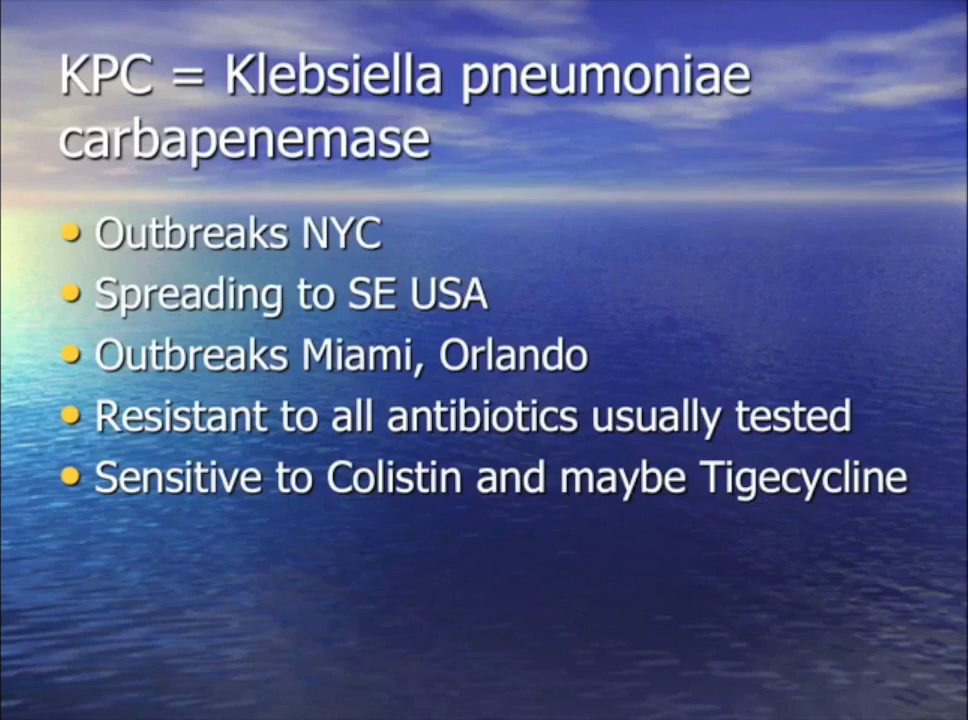 KPC = Klebsiella pneumoniae
carbapenemase
• Outbreaks NYC
• Spreading to SE USA
• Outbreaks Miami, Orlando
• Resistant to all antibiotics usually tested
• Sensitive to Colistin and maybe Tigecycline